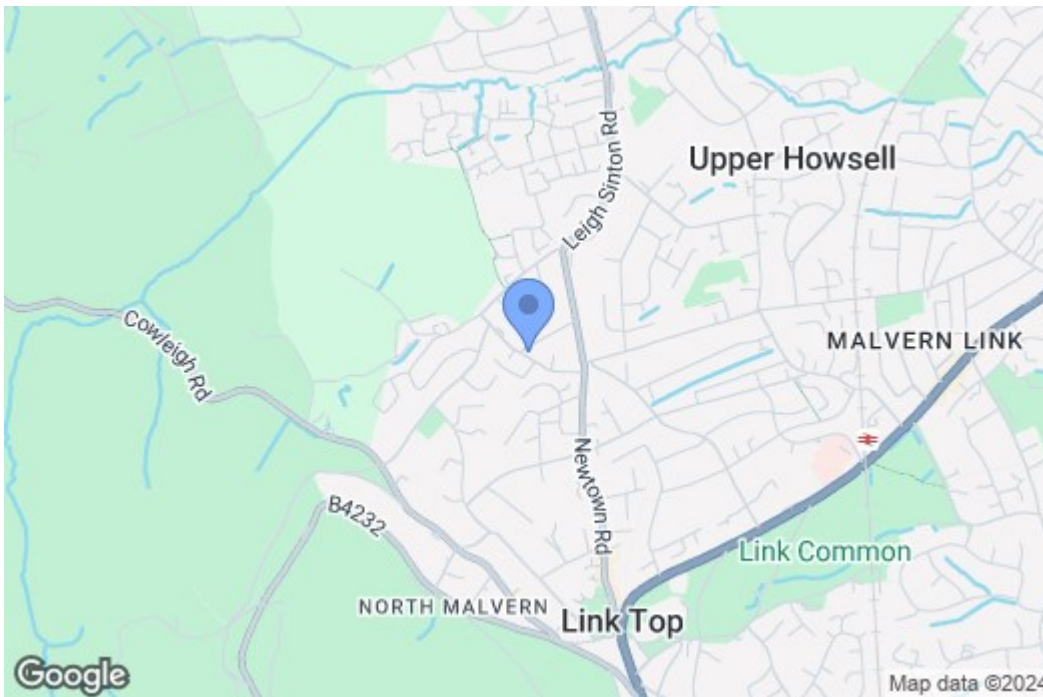 Upper Howsell
Leigh Sinton Rd
MALVERN LINK
Cowleigh Rd
Newtown Rd
B4232
Link Common
NORTH MALVERN
Link Top
Google
Map data ©2024